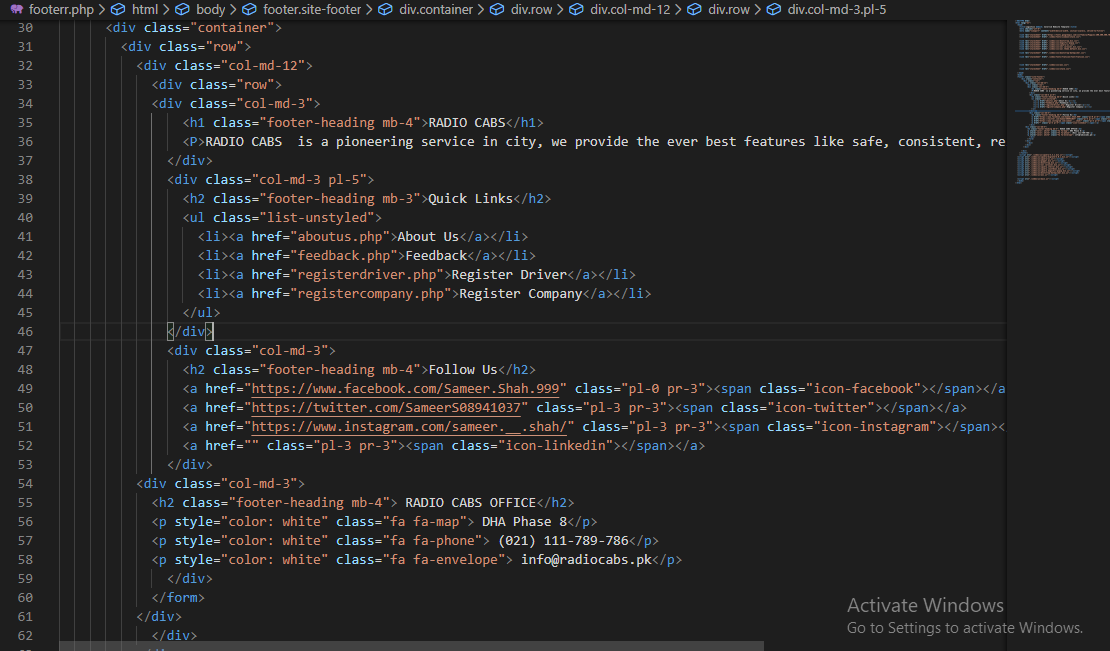 footerr.php > html > body > footer.site-footer > div.container > div.row > div.col-md-12 > div.row > div.col-md-3.pl-5
30 <div class="container">
31 <div class="row">
32 <div class="col-md-12">
33 <div class="row">
34 <div class="col-md-3">
35 <h1 class="footer-heading mb-4">RADIO CABS</h1>
36 <P>RADIO CABS  is a pioneering service in city, we provide the ever best features like safe, consistent, re
37 </div>
38 <div class="col-md-3 pl-5">
39 <h2 class="footer-heading mb-3">Quick Links</h2>
40 <ul class="list-unstyled">
41 <li><a href="aboutus.php">About Us</a></li>
42 <li><a href="feedback.php">Feedback</a></li>
43 <li><a href="registerdriver.php">Register Driver</a></li>
44 <li><a href="registercompany.php">Register Company</a></li>
45 </ul>
46 </div>
47 <div class="col-md-3">
48 <h2 class="footer-heading mb-4">Follow Us</h2>
49 <a href="https://www.facebook.com/Sameer.Shah.999" class="pl-0 pr-3"><span class="icon-facebook"></span></a
50 <a href="https://twitter.com/SameerS08941037" class="pl-3 pr-3"><span class="icon-twitter"></span></a>
51 <a href="https://www.instagram.com/sameer.__.shah/" class="pl-3 pr-3"><span class="icon-instagram"></span><
52 <a href="" class="pl-3 pr-3"><span class="icon-linkedin"></span></a>
53 </div>
54 <div class="col-md-3">
55 <h2 class="footer-heading mb-4"> RADIO CABS OFFICE</h2>
56 <p style="color: white" class="fa fa-map"> DHA Phase 8</p>
57 <p style="color: white" class="fa fa-phone"> (021) 111-789-786</p>
58 <p style="color: white" class="fa fa-envelope"> info@radiocabs.pk</p>
59 </div>
60 </form>
61 </div>
62 </div>
Activate Windows
Go to Settings to activate Windows.